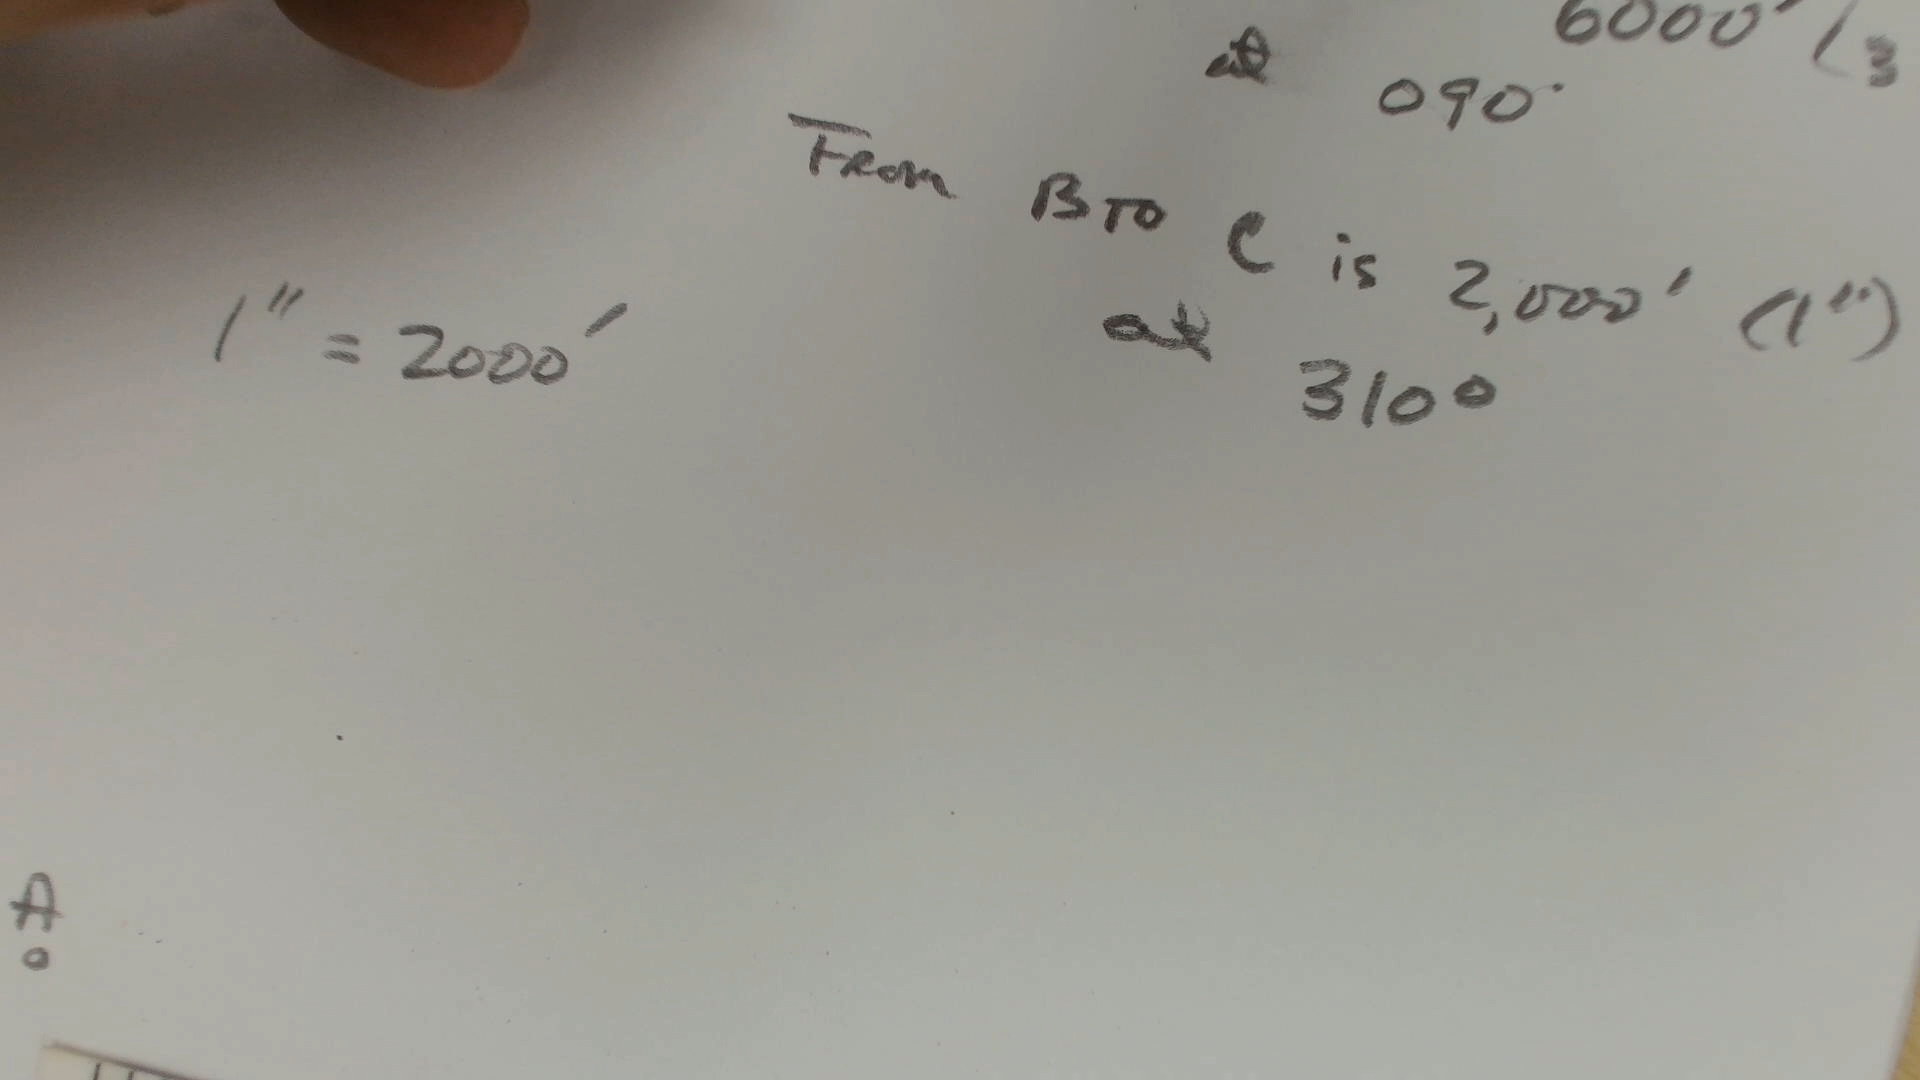 6000' (3
at 090°
From B TO C is 2,000' (1")
at 310°
1" = 2000'
A